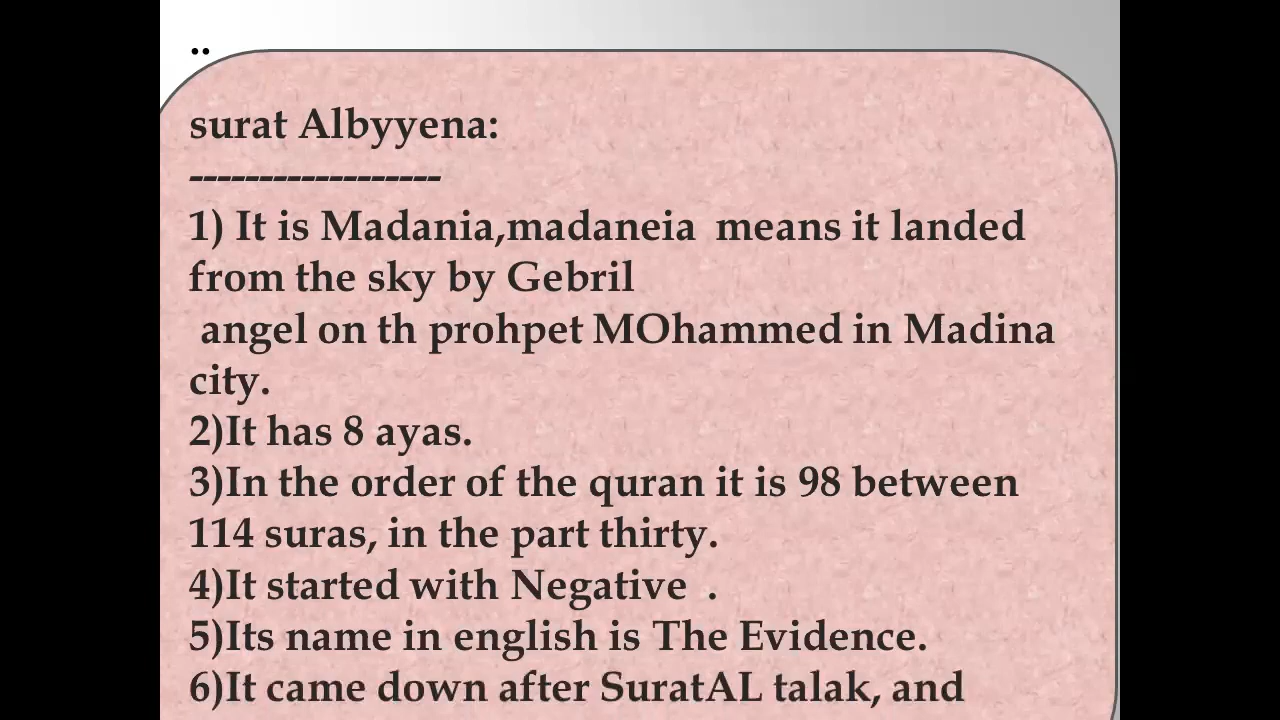 ..
surat Albyyena:
------------------
1) It is Madania,madaneia  means it landed
from the sky by Gebril
 angel on th prohpet MOhammed in Madina
city.
2)It has 8 ayas.
3)In the order of the quran it is 98 between
114 suras, in the part thirty.
4)It started with Negative  .
5)Its name in english is The Evidence.
6)It came down after SuratAL talak, and